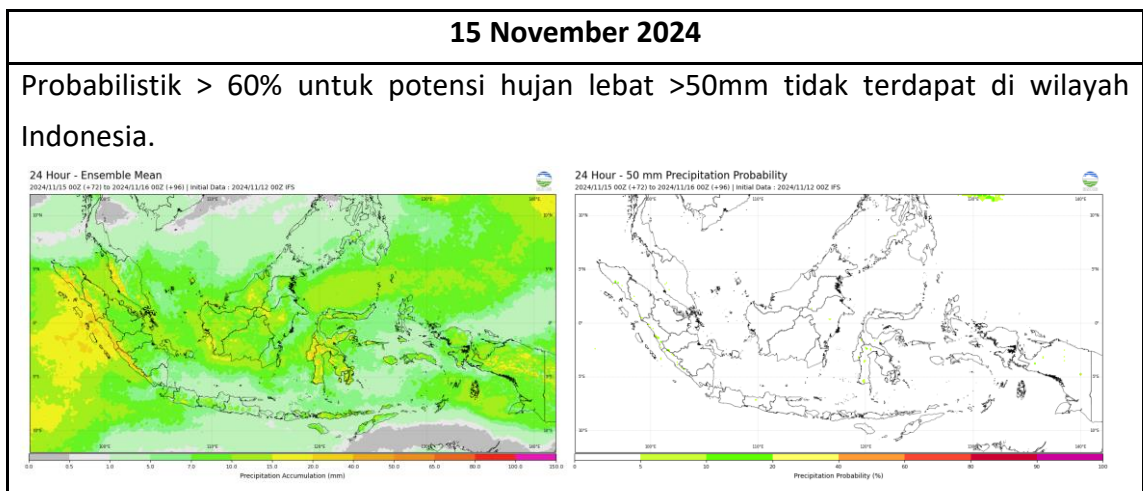 15 November 2024
Probabilistik > 60% untuk potensi hujan lebat >50mm tidak terdapat di wilayah
Indonesia.
24 Hour - Ensemble Mean
2024/11/15 00Z (+72) to 2024/11/16 00Z (+96) | Initial Data : 2024/11/12 00Z IFS
24 Hour - 50 mm Precipitation Probability
2024/11/15 00Z (+72) to 2024/11/16 00Z (+96) | Initial Data : 2024/11/12 00Z IFS
0.0 0.5 1.0 5.0 7.0 10.0 15.0 20.0 40.0 50.0 65.0 80.0 100.0 150.0
Precipitation Accumulation (mm)
0 5 10 20 40 60 80 90 100
Precipitation Probability (%)